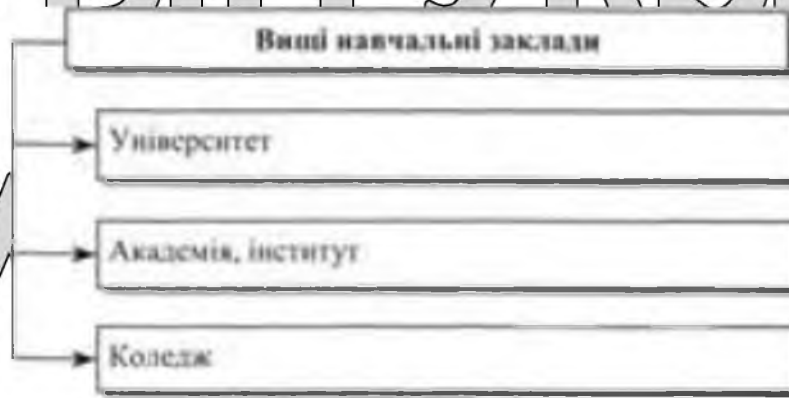 Вищі навчальні заклади
Університет
Академія, інститут
Коледж